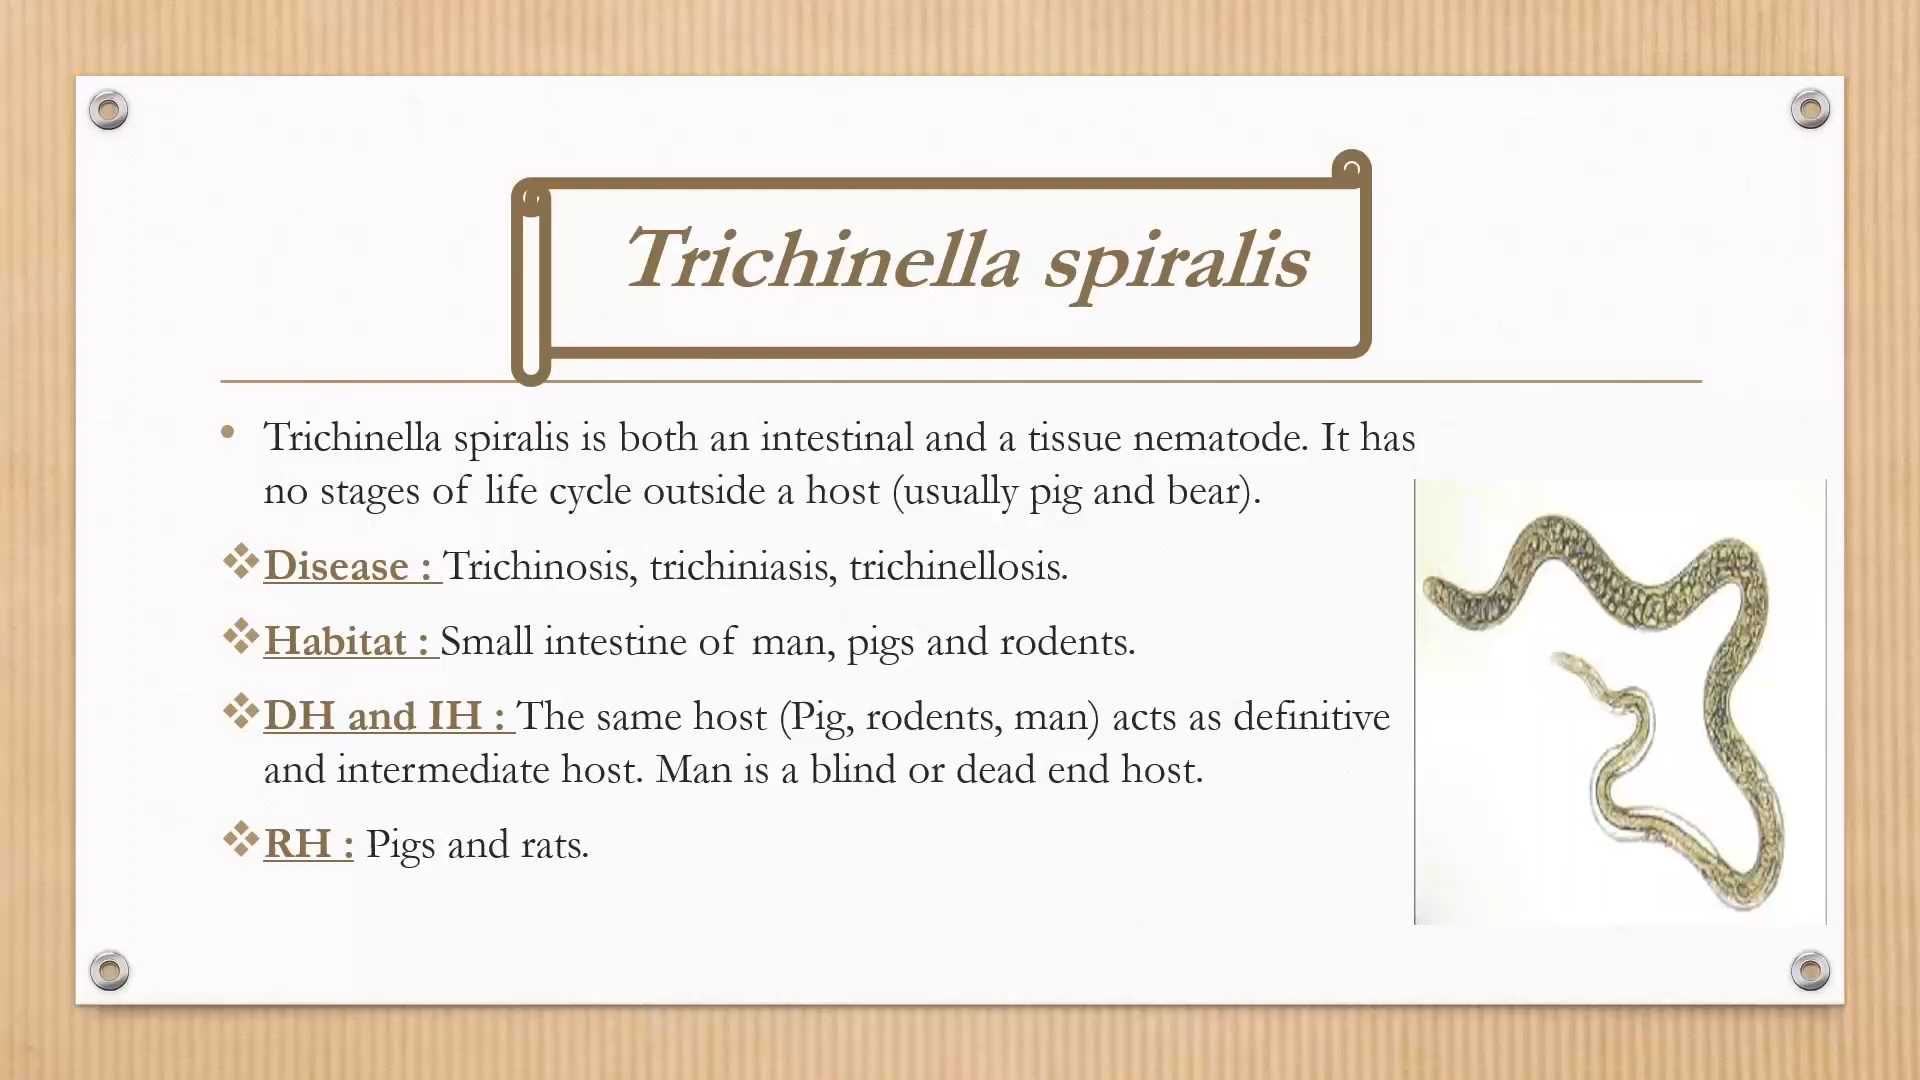 Trichinella spiralis
• Trichinella spiralis is both an intestinal and a tissue nematode. It has
no stages of life cycle outside a host (usually pig and bear).
❖Disease : Trichinosis, trichiniasis, trichinellosis.
❖Habitat : Small intestine of man, pigs and rodents.
❖DH and IH : The same host (Pig, rodents, man) acts as definitive
and intermediate host. Man is a blind or dead end host.
❖RH : Pigs and rats.